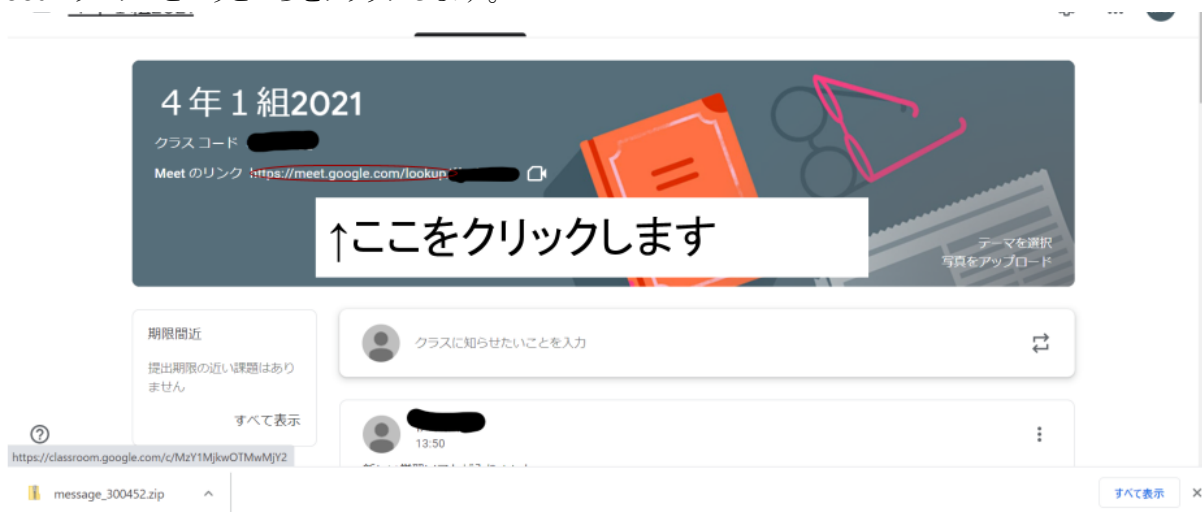 ４年１組2021
クラス コード
Meet のリンク https://meet.google.com/lookup
↑ここをクリックします
テーマを選択
写真をアップロード
期限間近
提出期限の近い課題はあり
ません
すべて表示
クラスに知らせたいことを入力
13:50
https://classroom.google.com/c/MzY1MjkwOTMwMjY2
message_300452.zip
すべて表示